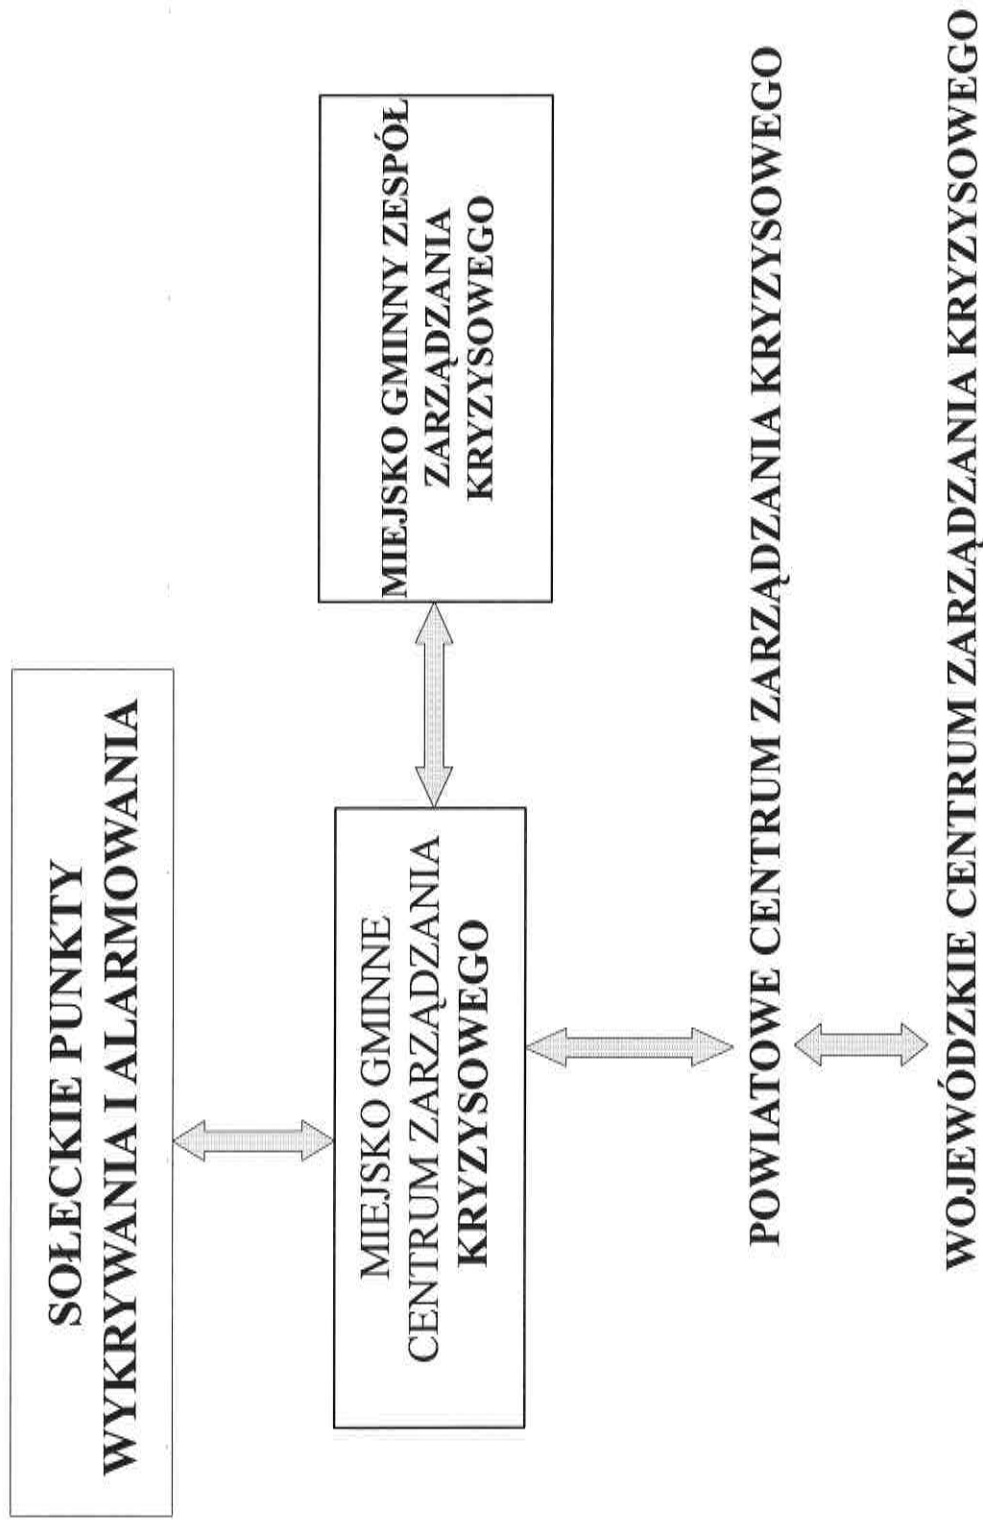 SOŁECKIE PUNKTY
WYKRYWANIA I ALARMOWANIA
MIEJSKO GMINNE
CENTRUM ZARZĄDZANIA
KRYZYSOWEGO
MIEJSKO GMINNY ZESPÓŁ
ZARZĄDZANIA
KRYZYSOWEGO
POWIATOWE CENTRUM ZARZĄDZANIA KRYZYSOWEGO
WOJEWÓDZKIE CENTRUM ZARZĄDZANIA KRYZYSOWEGO